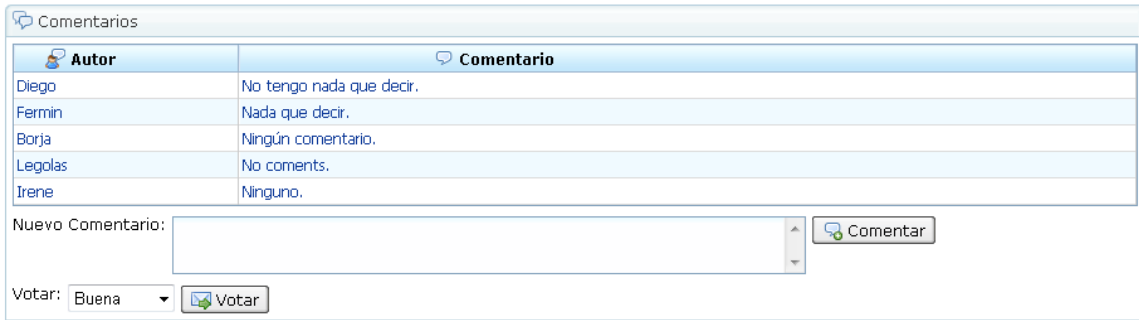 Comentarios
Autor Comentario
Diego No tengo nada que decir.
Fermin Nada que decir.
Borja Ningún comentario.
Legolas No coments.
Irene Ninguno.
Nuevo Comentario: Comentar
Votar: Buena Votar